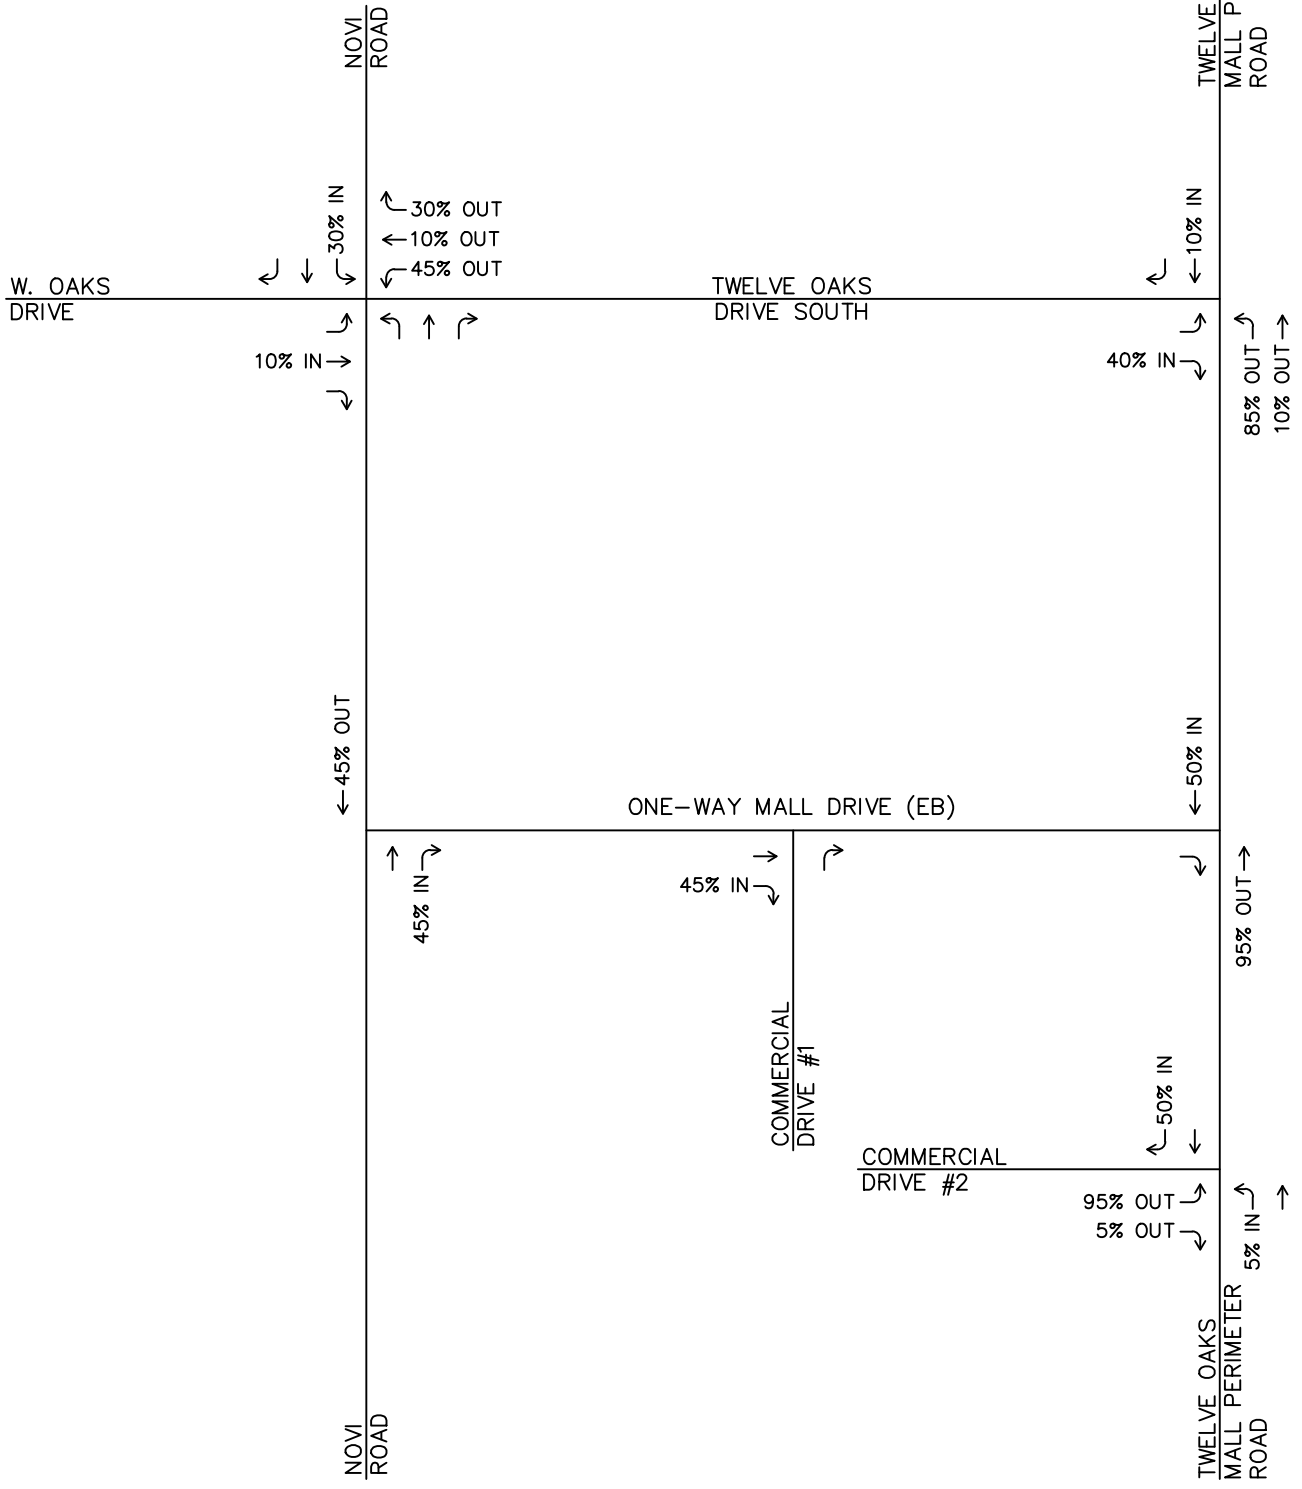 NOVI
ROAD
TWELVE
MALL P
ROAD
30% IN
30% OUT
10% OUT
45% OUT
10% IN
W. OAKS
DRIVE
TWELVE OAKS
DRIVE SOUTH
10% IN
40% IN
85% OUT
10% OUT
45% OUT
50% IN
ONE-WAY MALL DRIVE (EB)
45% IN
45% IN
95% OUT
COMMERCIAL
DRIVE #1
50% IN
COMMERCIAL
DRIVE #2
95% OUT
5% OUT
5% IN
NOVI
ROAD
TWELVE OAKS
MALL PERIMETER
ROAD